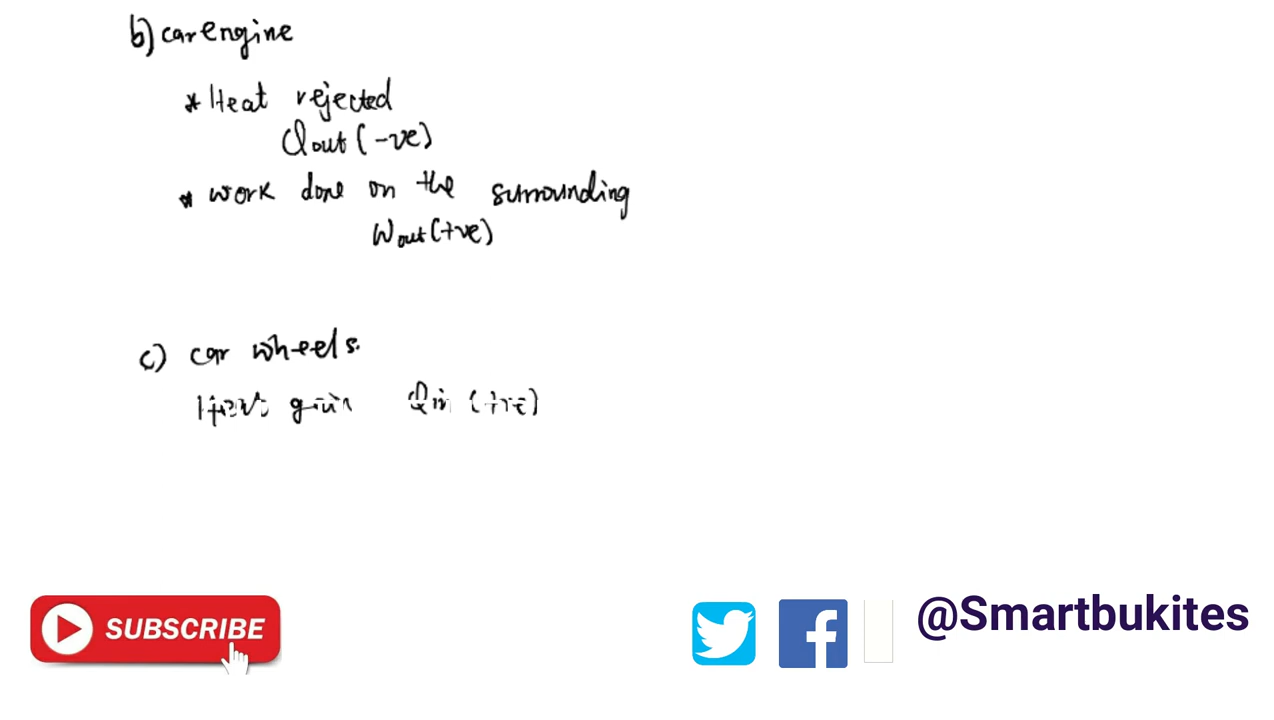 b) car engine
* Heat rejected
Qout (-ve)
* work done on the surrounding
Wout (+ve)
c) car wheels.
Heat gain Qin (+ve)
SUBSCRIBE
@Smartbukites